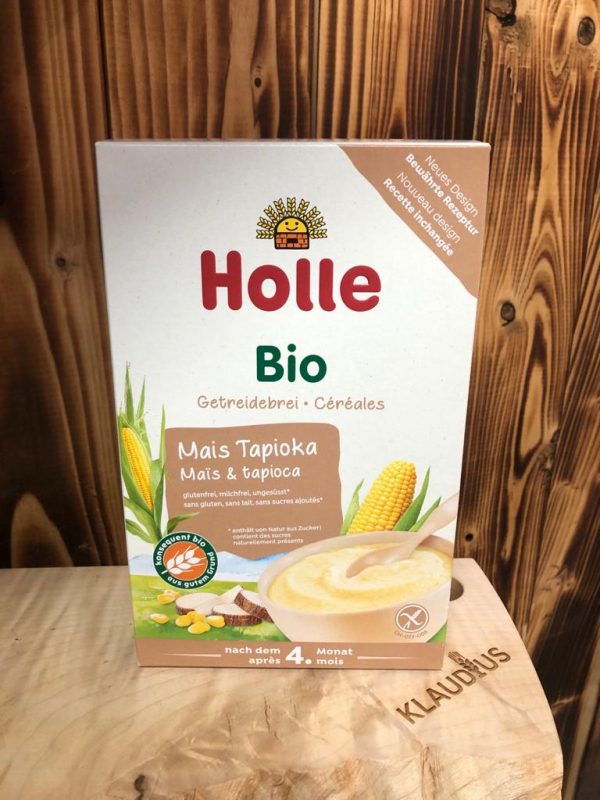 Neues Design
Bewährte Rezeptur
Nouveau design
Recette inchangée
Holle
Bio
Getreidebrei • Céréales
Mais Tapioka
Maïs & tapioca
glutenfrei, milchfrei, ungesüsst*
sans gluten, sans lait, sans sucres ajoutés*
* enthält von Natur aus Zucker|
contient des sucres
naturellement présents
konsequent bio
aus gutem Grund
nach dem
après
4.
Monat
mois
KLAUDIUS